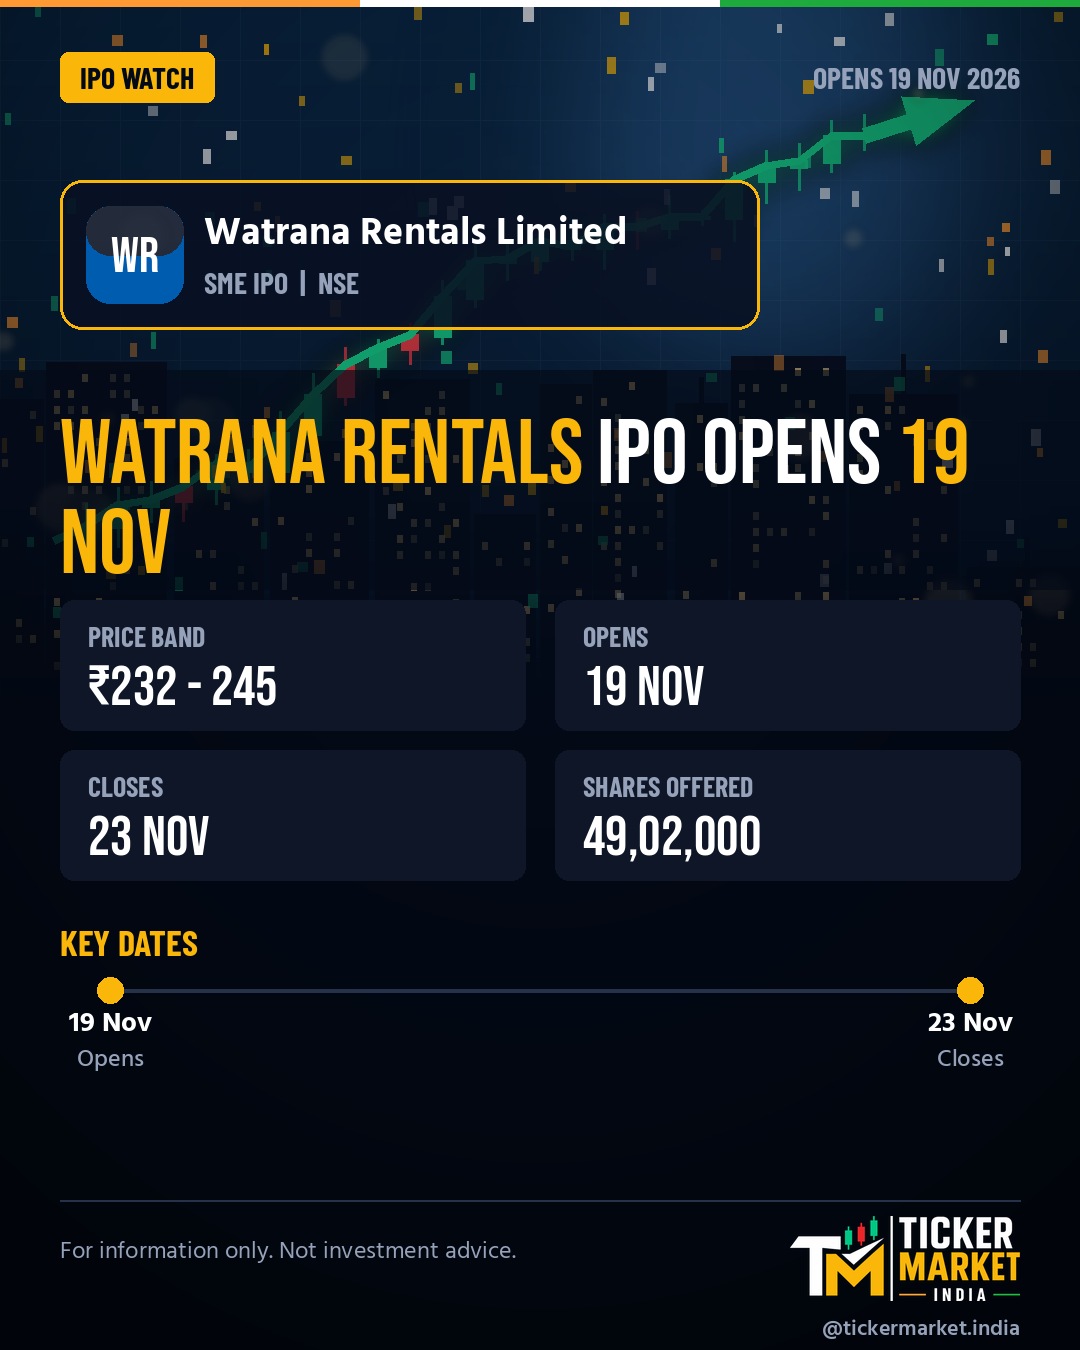 IPO WATCH
OPENS 19 NOV 2026
WR
Watrana Rentals Limited
SME IPO | NSE
WATRANA RENTALS IPO OPENS 19
NOV
PRICE BAND
₹232 - 245
OPENS
19 NOV
CLOSES
23 NOV
SHARES OFFERED
49,02,000
KEY DATES
19 Nov
Opens
23 Nov
Closes
For information only. Not investment advice.
TM
TICKER
MARKET
INDIA
@tickermarket.india